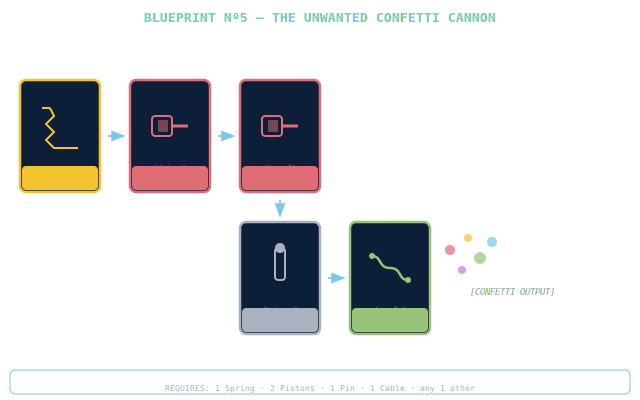 BLUEPRINT Nº5 — THE UNWANTED CONFETTI CANNON
[CONFETTI OUTPUT]
REQUIRES: 1 Spring · 2 Pistons · 1 Pin · 1 Cable · any 1 other